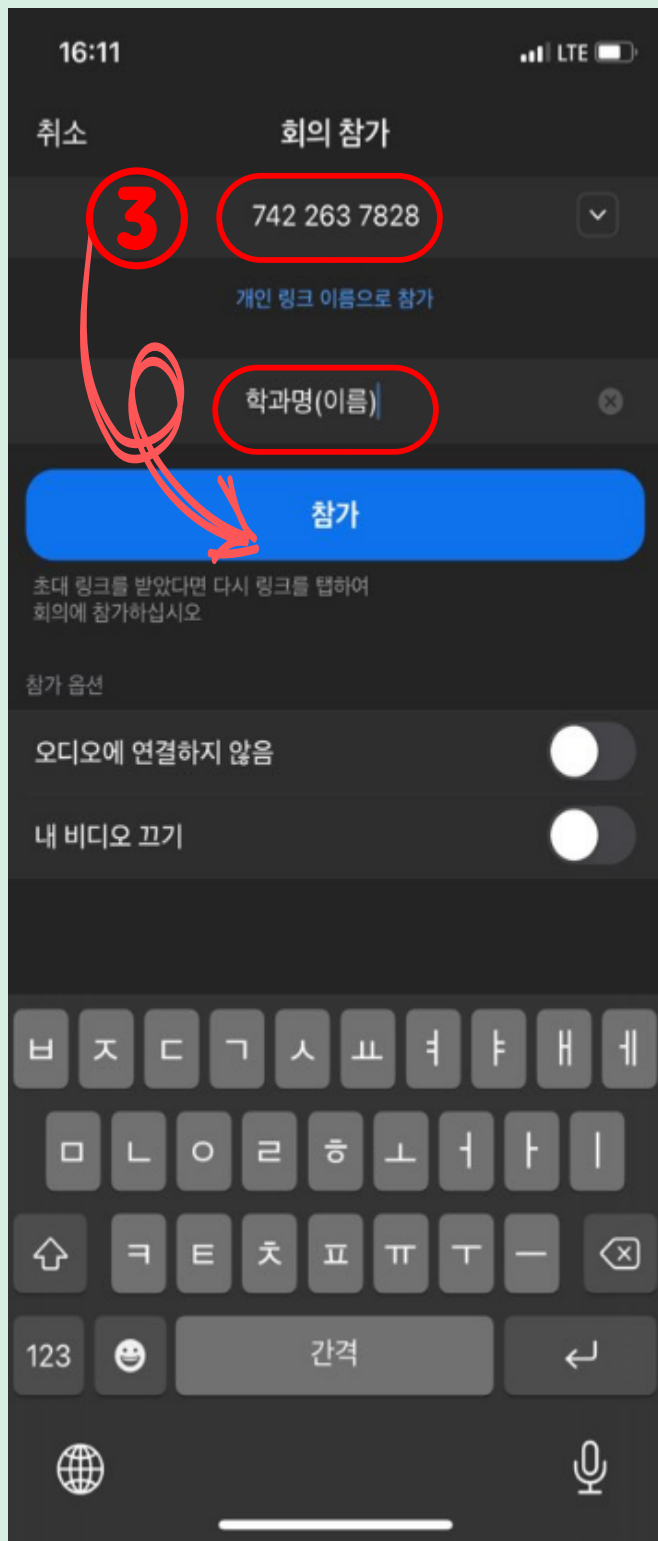 16:11
LTE
취소
회의 참가
3
742 263 7828
개인 링크 이름으로 참가
학과명(이름)
참가
초대 링크를 받았다면 다시 링크를 탭하여
회의에 참가하십시오
참가 옵션
오디오에 연결하지 않음
내 비디오 끄기
ㅂ ㅈ ㄷ ㄱ ㅅ ㅛ ㅕ ㅑ ㅐ ㅔ
ㅁ ㄴ ㅇ ㄹ ㅎ ㅗ ㅓ ㅏ ㅣ
ㅋ ㅌ ㅊ ㅍ ㅠ ㅜ ㅡ
123 간격